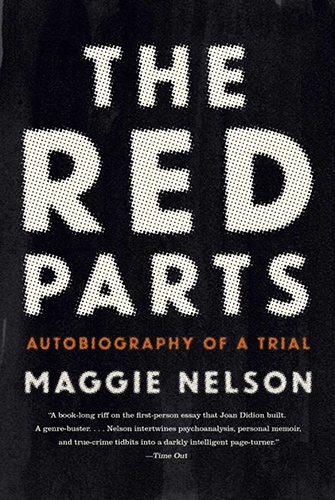 THE
RED
PARTS
AUTOBIOGRAPHY OF A TRIAL
MAGGIE NELSON
“A book-long riff on the first-person essay that Joan Didion built.
A genre-buster. . . . Nelson intertwines psychoanalysis, personal memoir,
and true-crime tidbits into a darkly intelligent page-turner.”
—Time Out